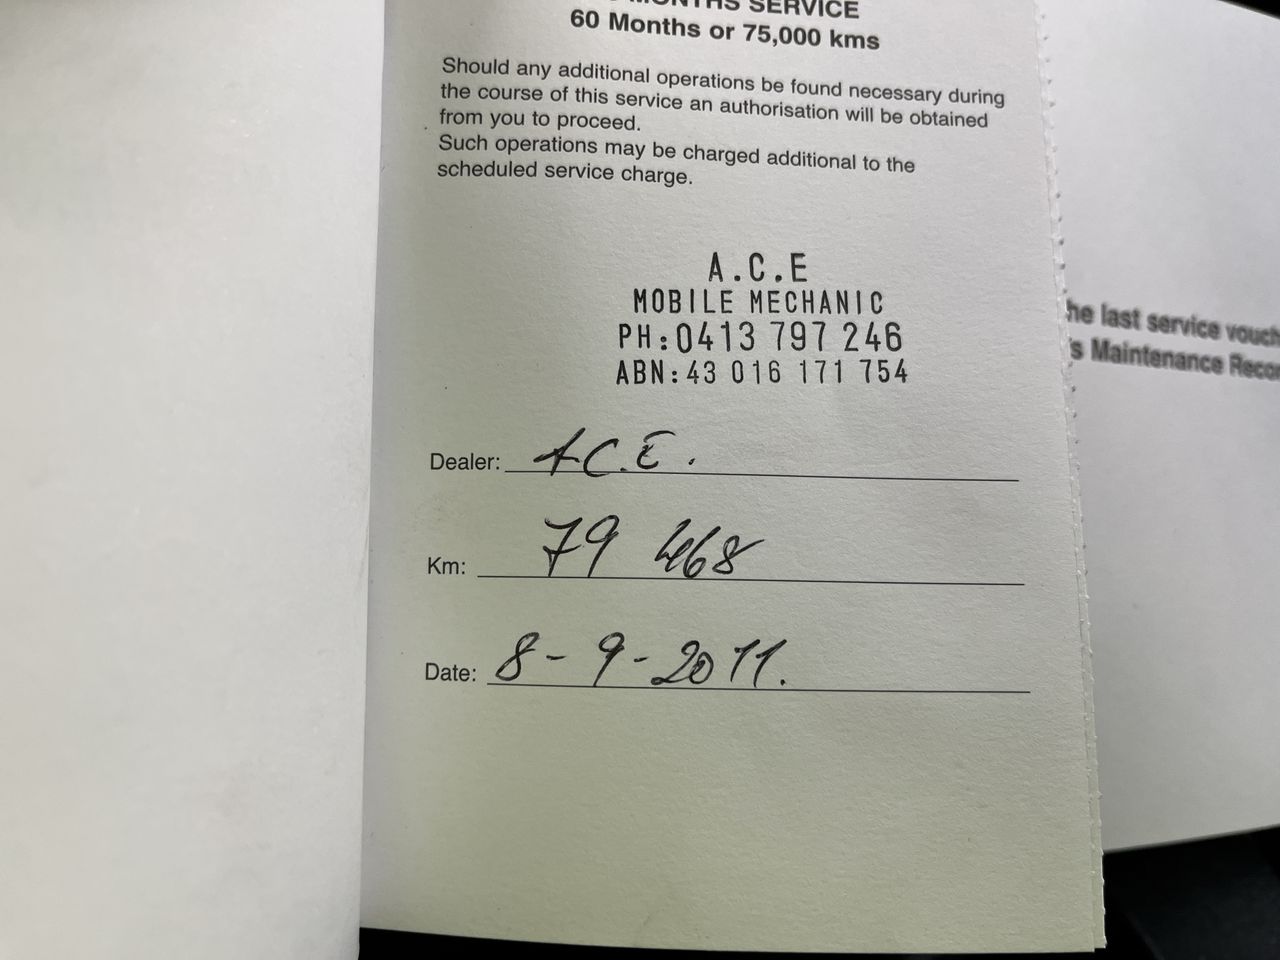 MONTHS SERVICE
60 Months or 75,000 kms
Should any additional operations be found necessary during
the course of this service an authorisation will be obtained
from you to proceed.
Such operations may be charged additional to the
scheduled service charge.
A.C.E
MOBILE MECHANIC
PH:0413 797 246
ABN:43 016 171 754
Dealer: A.C.E.
Km: 79 468
Date: 8-9-2011.
he last service vouch
's Maintenance Recor